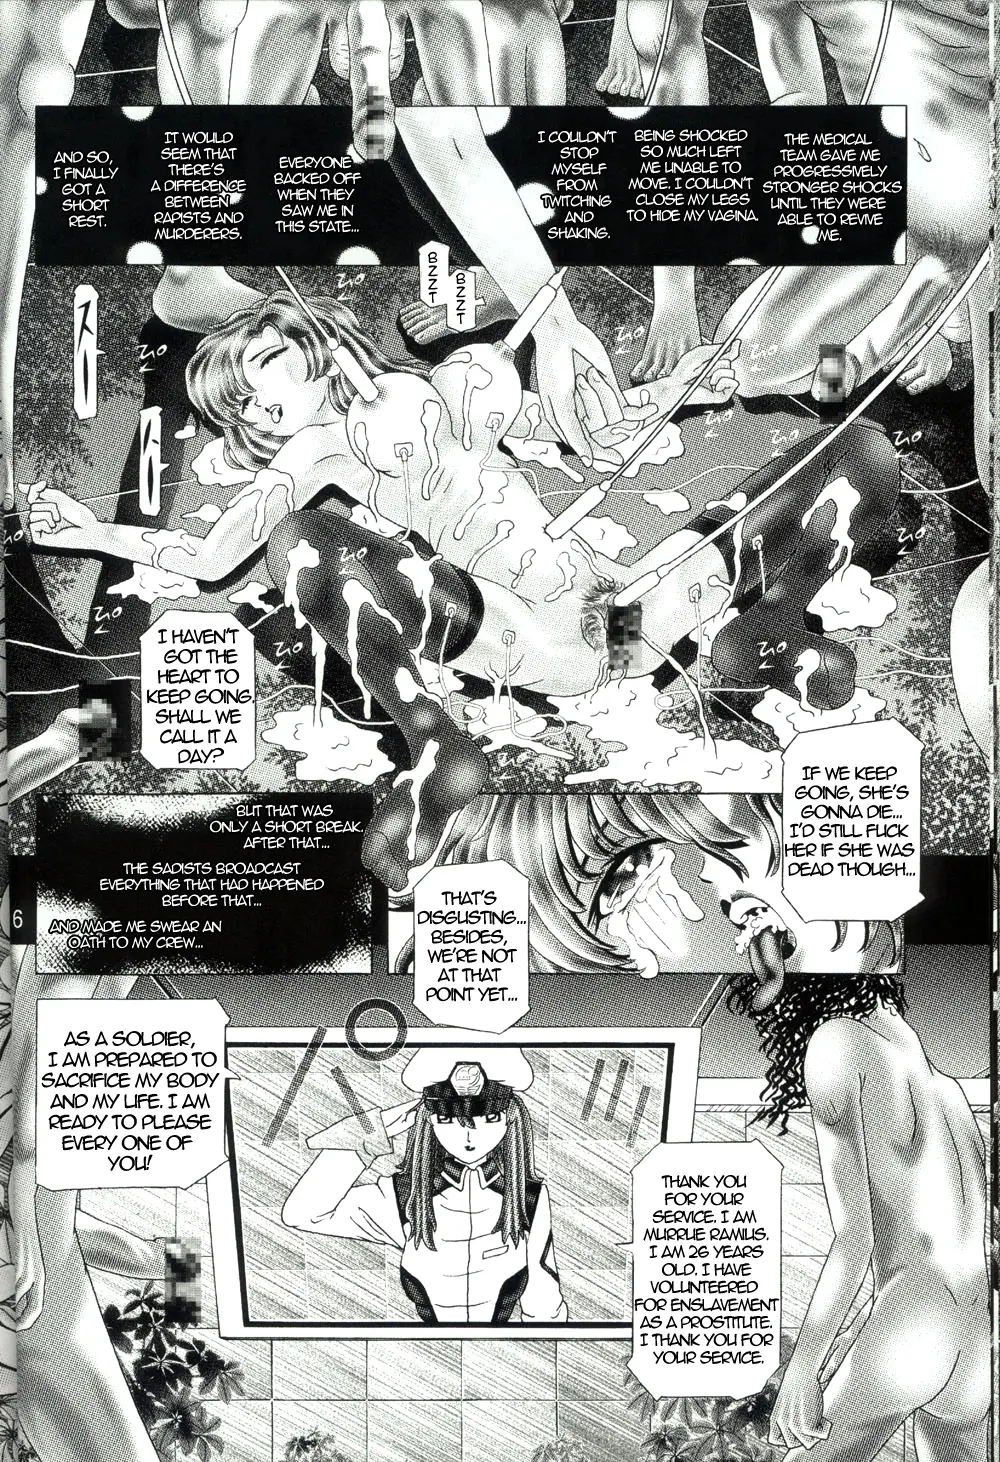 THE MEDICAL
TEAM GAVE ME
PROGRESSIVELY
STRONGER SHOCKS
UNTIL THEY WERE
ABLE TO REVIVE
ME.
BEING SHOCKED
SO MUCH LEFT
ME UNABLE TO
MOVE. I COULDN'T
CLOSE MY LEGS
TO HIDE MY VAGINA.
I COULDN'T
STOP
MYSELF
FROM
TWITCHING
AND
SHAKING.
EVERYONE
BACKED OFF
WHEN THEY
SAW ME IN
THIS STATE...
IT WOULD
SEEM THAT
THERE'S
A DIFFERENCE
BETWEEN
RAPISTS AND
MURDERERS.
AND SO,
I FINALLY
GOT A
SHORT
REST.
BZZT
BZZT
I HAVEN'T
GOT THE
HEART TO
KEEP GOING.
SHALL WE
CALL IT A
DAY?
IF WE KEEP
GOING, SHE'S
GONNA DIE...
I'D STILL FUCK
HER IF SHE WAS
DEAD THOUGH...
THAT'S
DISGUSTING...
BESIDES,
WE'RE NOT
AT THAT
POINT YET...
BUT THAT WAS
ONLY A SHORT BREAK.
AFTER THAT...
THE SADISTS BROADCAST
EVERYTHING THAT HAD HAPPENED
BEFORE THAT...
AND MADE ME SWEAR AN
OATH TO MY CREW...
6
THANK YOU
FOR YOUR
SERVICE. I AM
MURRUE RAMIUS.
I AM 26 YEARS
OLD. I HAVE
VOLUNTEERED
FOR ENSLAVEMENT
AS A PROSTITUTE.
I THANK YOU FOR
YOUR SERVICE.
AS A SOLDIER,
I AM PREPARED TO
SACRIFICE MY BODY
AND MY LIFE. I AM
READY TO PLEASE
EVERY ONE OF
YOU!